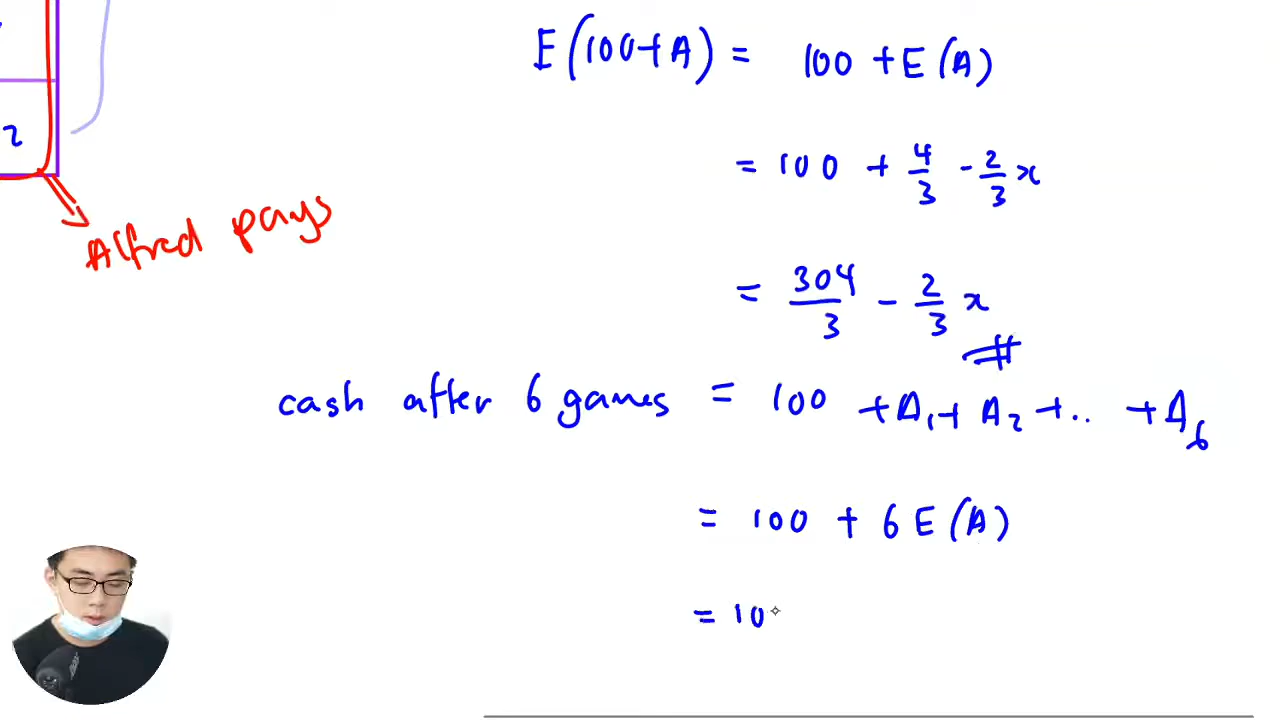 E(100+A) = 100 + E(A)
= 100 + 4/3 - 2/3 x
2
Alfred pays
= 304/3 - 2/3 x
cash after 6 games = 100 + A₁ + A₂ + .. + A₆
= 100 + 6 E(A)
= 10